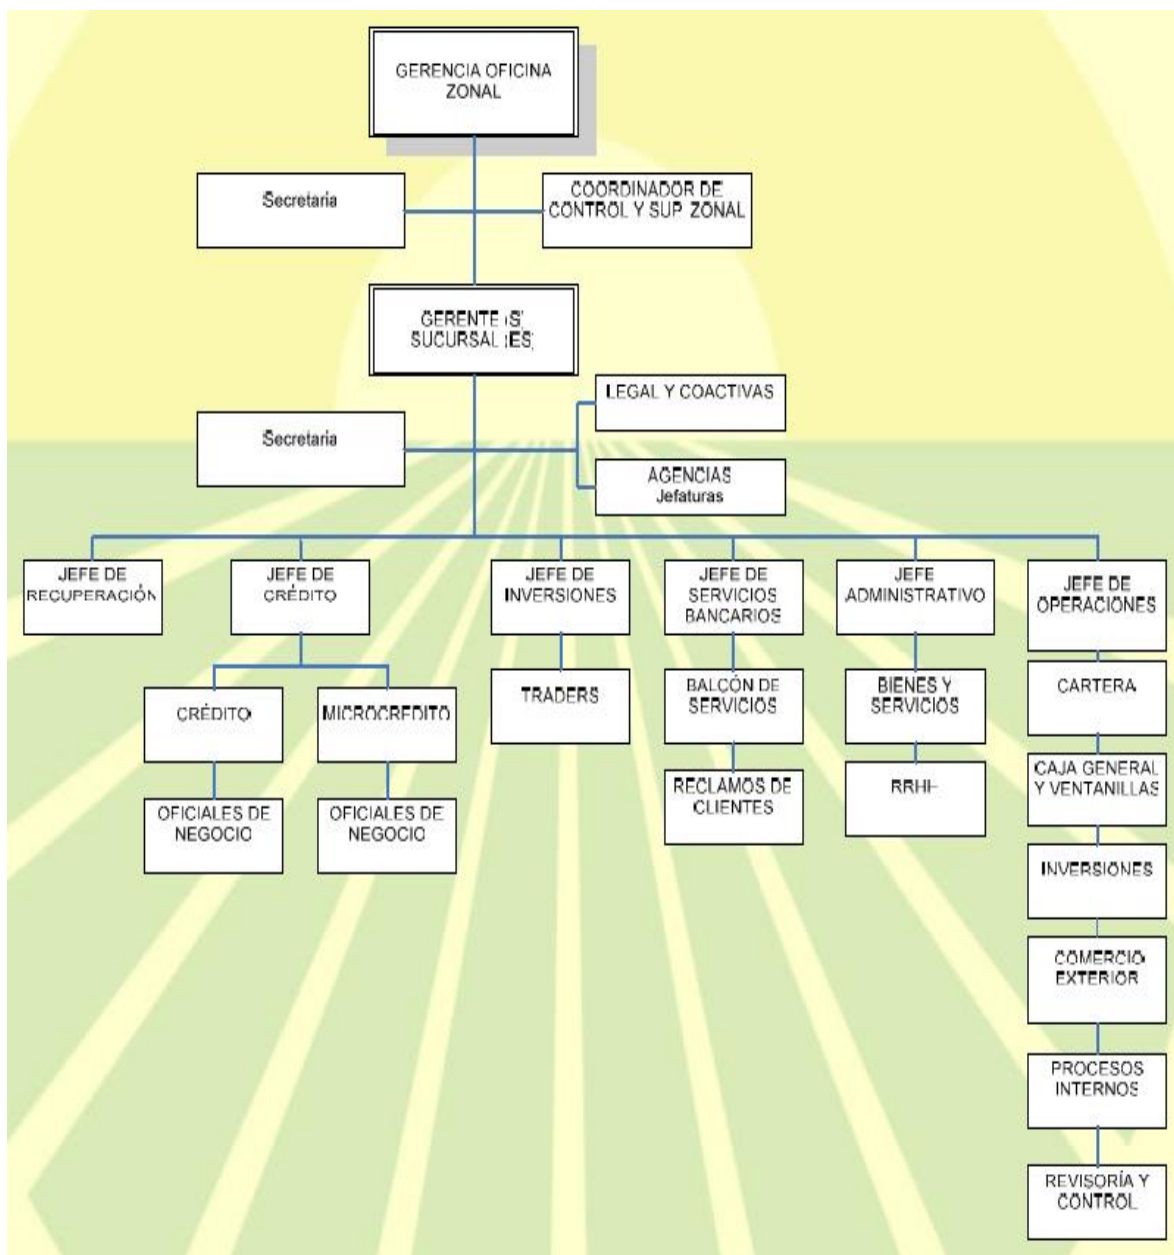 GERENCIA OFICINA
ZONAL
Secretaria
COORDINADOR DE
CONTROL Y SUP. ZONAL
GERENTE (S)
SUCURSAL (ES)
LEGAL Y COACTIVAS
Secretaria
AGENCIAS
Jefaturas
JEFE DE
RECUPERACIÓN
JEFE DE
CRÉDITO
JEFE DE
INVERSIONES
JEFE DE
SERVICIOS
BANCARIOS
JEFE
ADMINISTRATIVO
JEFE DE
OPERACIONES
CRÉDITO
MICROCREDITO
TRADERS
BALCÓN DE
SERVICIOS
BIENES Y
SERVICIOS
CARTERA
OFICIALES DE
NEGOCIO
OFICIALES DE
NEGOCIO
RECLAMOS DE
CLIENTES
RRHH
CAJA GENERAL
Y VENTANILLAS
INVERSIONES
COMERCIO
EXTERIOR
PROCESOS
INTERNOS
REVISORÍA Y
CONTROL